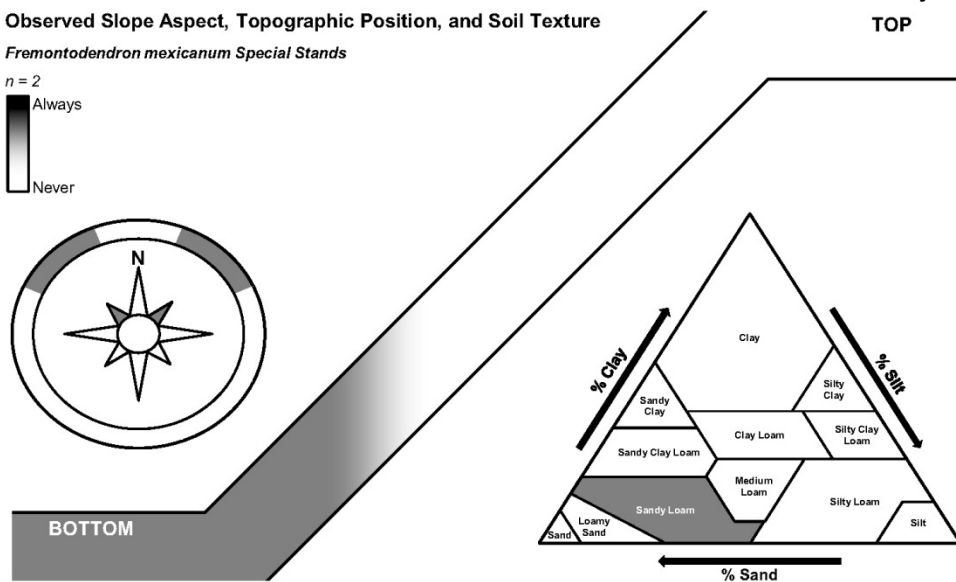 Observed Slope Aspect, Topographic Position, and Soil Texture
Fremontodendron mexicanum Special Stands
n = 2
Always
Never
N
TOP
BOTTOM
% Clay
% Silt
% Sand
Clay
Silty
Clay
Sandy
Clay
Clay Loam
Silty Clay
Loam
Sandy Clay Loam
Medium
Loam
Sandy Loam
Silty Loam
Loamy
Sand
Sand
Silt